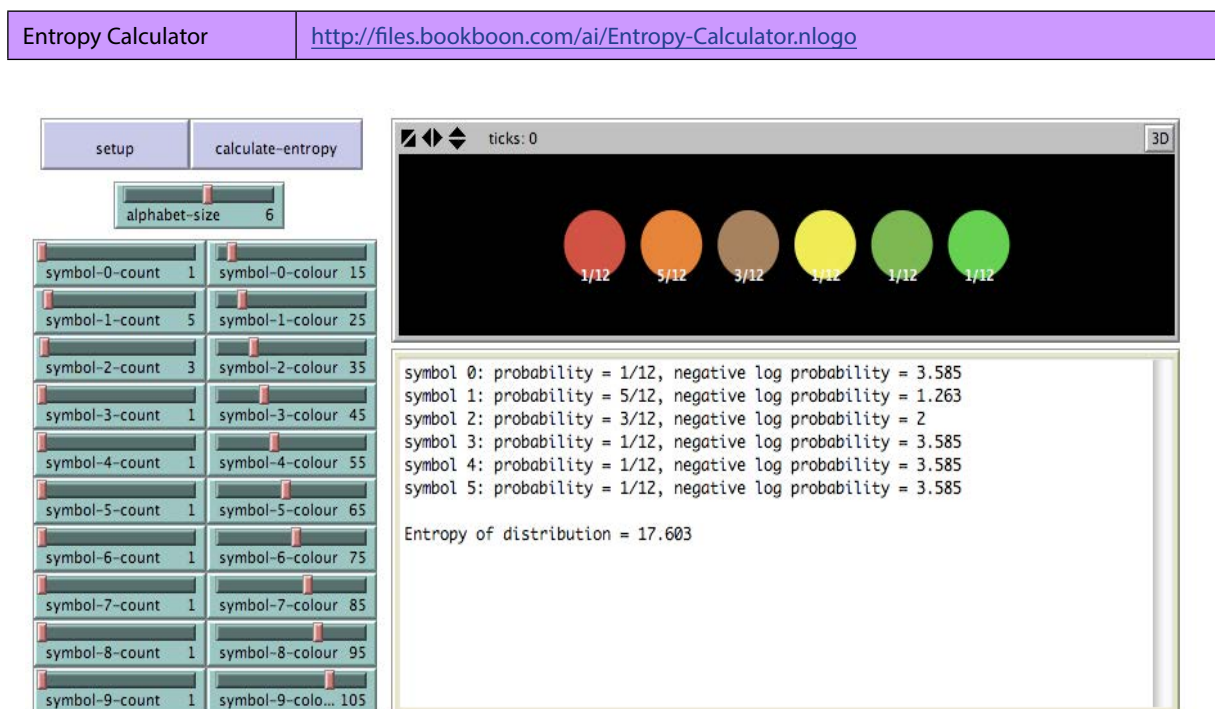 Entropy Calculator http://files.bookboon.com/ai/Entropy-Calculator.nlogo
setup calculate-entropy
alphabet-size 6
symbol-0-count 1 symbol-0-colour 15
symbol-1-count 5 symbol-1-colour 25
symbol-2-count 3 symbol-2-colour 35
symbol-3-count 1 symbol-3-colour 45
symbol-4-count 1 symbol-4-colour 55
symbol-5-count 1 symbol-5-colour 65
symbol-6-count 1 symbol-6-colour 75
symbol-7-count 1 symbol-7-colour 85
symbol-8-count 1 symbol-8-colour 95
symbol-9-count 1 symbol-9-colo... 105
ticks: 0 3D
1/12 5/12 3/12 1/12 1/12 1/12
symbol 0: probability = 1/12, negative log probability = 3.585
symbol 1: probability = 5/12, negative log probability = 1.263
symbol 2: probability = 3/12, negative log probability = 2
symbol 3: probability = 1/12, negative log probability = 3.585
symbol 4: probability = 1/12, negative log probability = 3.585
symbol 5: probability = 1/12, negative log probability = 3.585
Entropy of distribution = 17.603